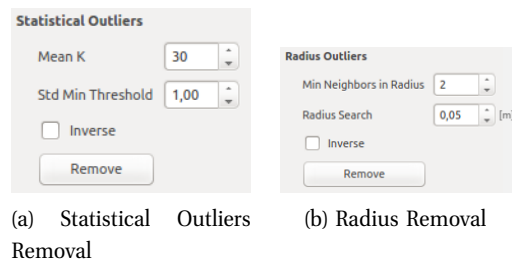 Statistical Outliers
Mean K 30
Std Min Threshold 1,00
Inverse
Remove
(a) Statistical Outliers
Removal
Radius Outliers
Min Neighbors in Radius 2
Radius Search 0,05 [m]
Inverse
Remove
(b) Radius Removal